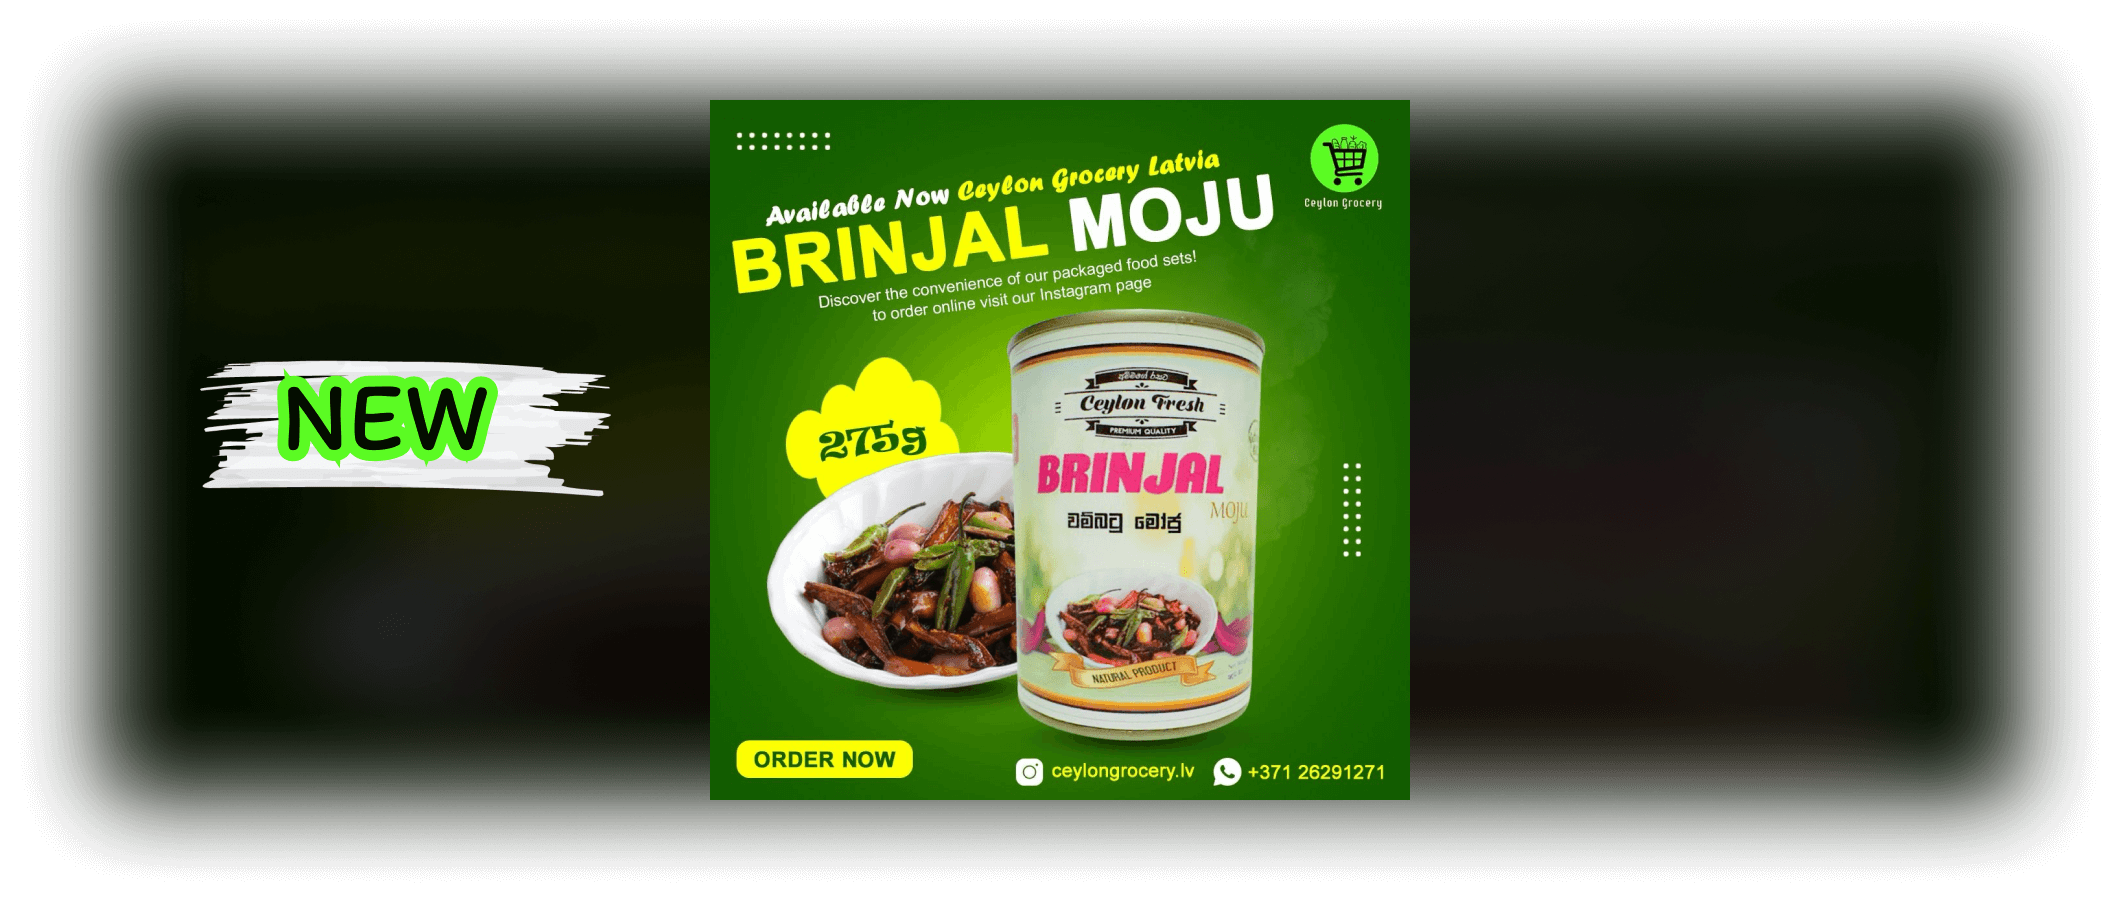 NEW
Available Now Ceylon Grocery Latvia
BRINJAL MOJU
Discover the convenience of our packaged food sets!
to order online visit our Instagram page
Ceylon Grocery
275g
Ceylon Fresh
PREMIUM QUALITY
BRINJAL
MOJU
වම්බටු මෝජු
NATURAL PRODUCT
ORDER NOW
ceylongrocery.lv
+371 26291271